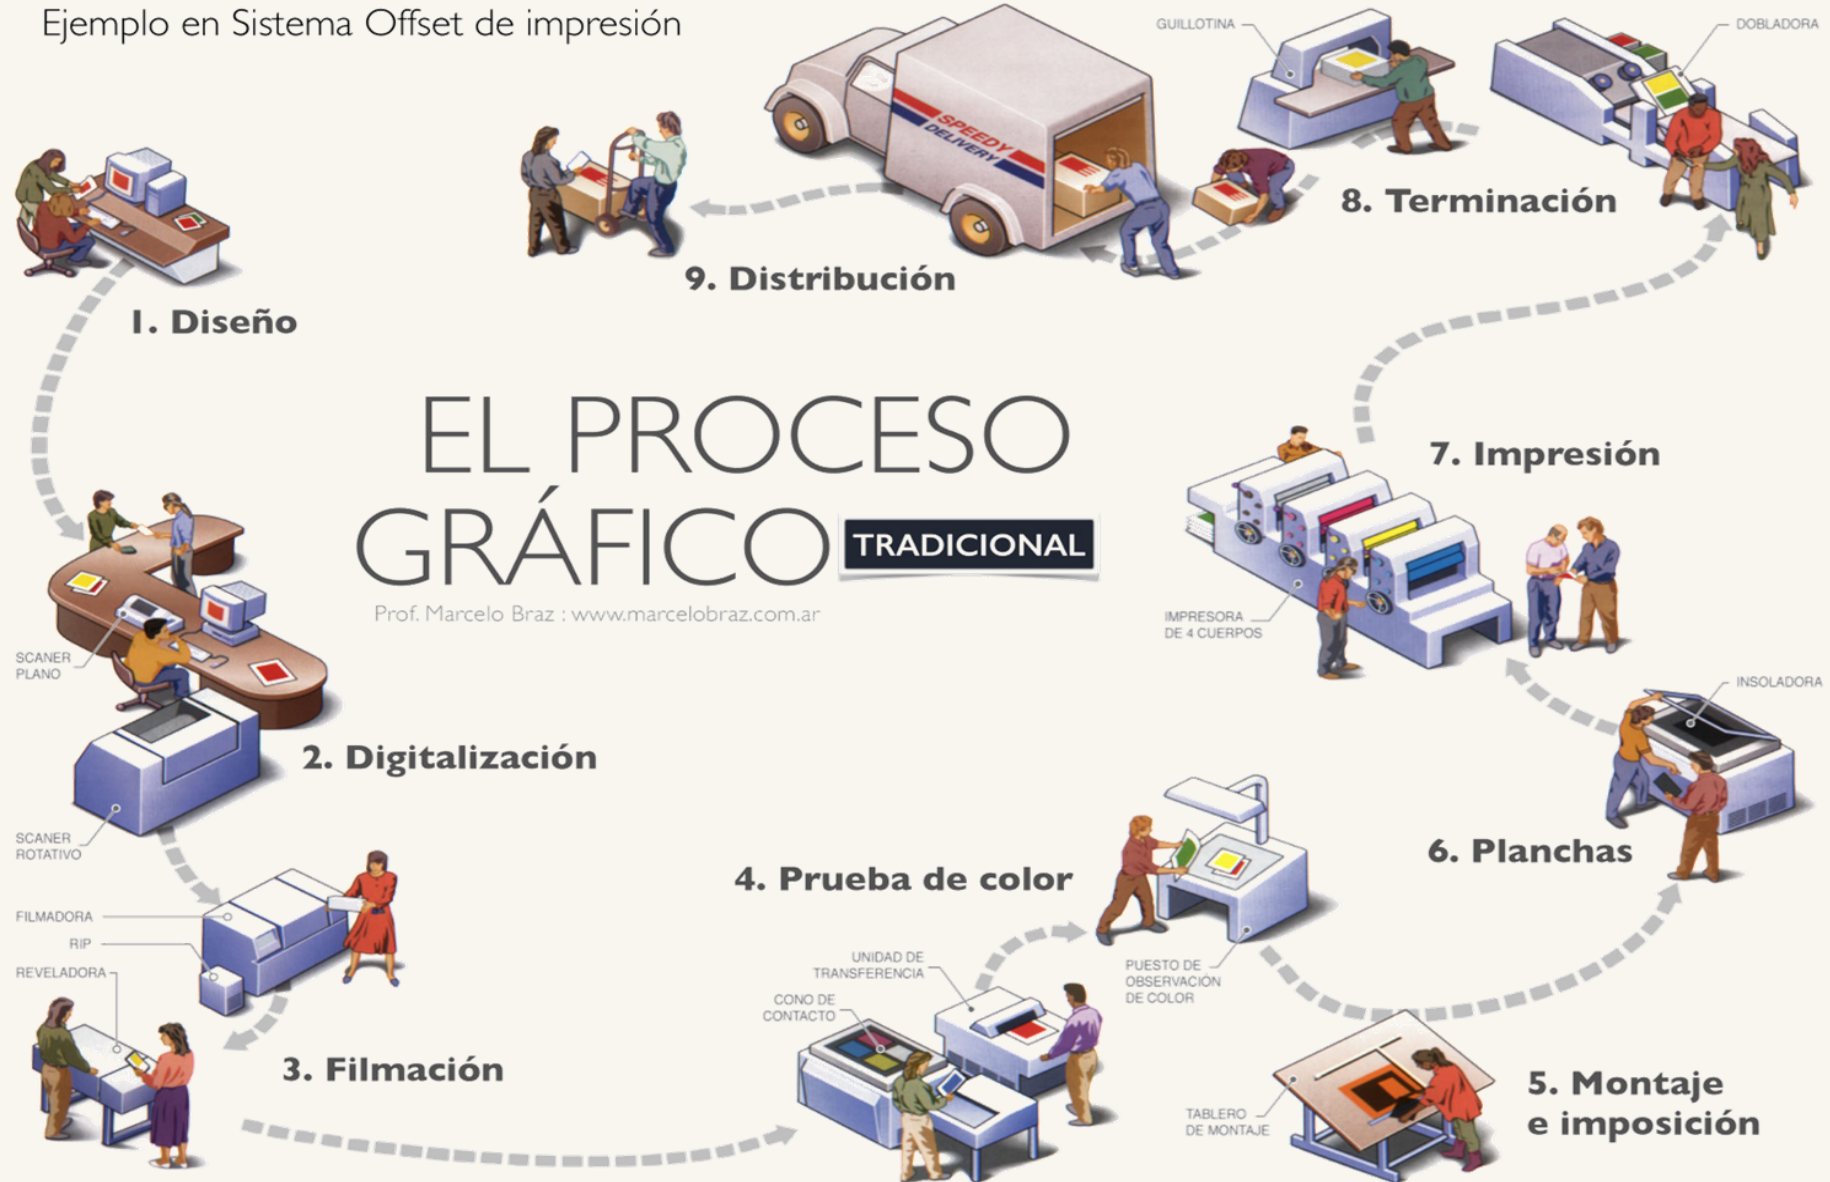 Ejemplo en Sistema Offset de impresión
GUILLOTINA
DOBLADORA
SPEEDY
DELIVERY
8. Terminación
9. Distribución
1. Diseño
EL PROCESO
GRÁFICO TRADICIONAL
Prof. Marcelo Braz : www.marcelobraz.com.ar
7. Impresión
IMPRESORA
DE 4 CUERPOS
SCANER
PLANO
INSOLADORA
2. Digitalización
SCANER
ROTATIVO
6. Planchas
4. Prueba de color
FILMADORA
RIP
REVELADORA
UNIDAD DE
TRANSFERENCIA
PUESTO DE
OBSERVACIÓN
DE COLOR
CONO DE
CONTACTO
3. Filmación
5. Montaje
e imposición
TABLERO
DE MONTAJE